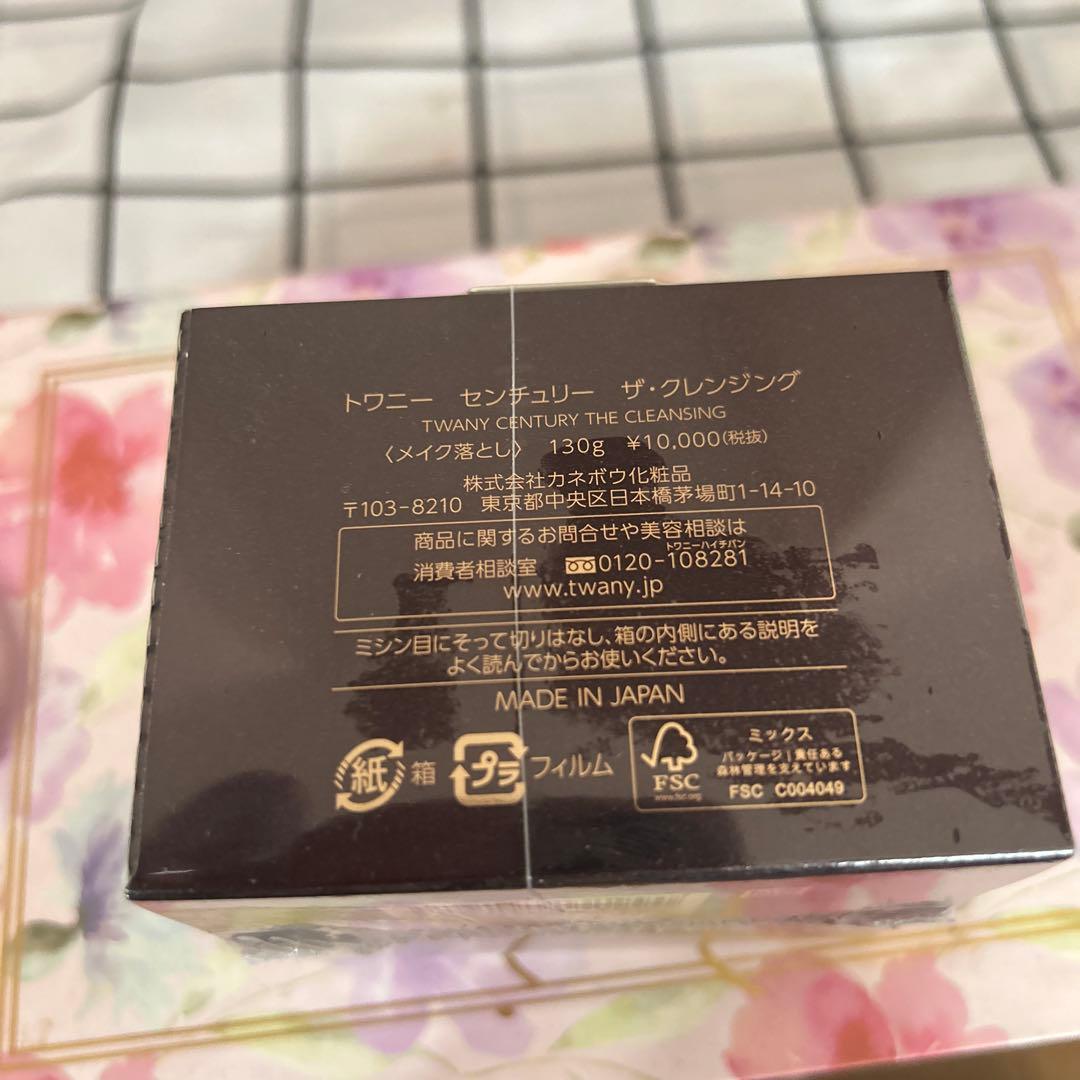 トワニー センチュリー ザ・クレンジング
TWANY CENTURY THE CLEANSING
〈メイク落とし〉 130g ¥10,000(税抜)
株式会社カネボウ化粧品
〒103-8210 東京都中央区日本橋茅場町1-14-10
商品に関するお問合せや美容相談は
トワニーハイチバン
消費者相談室 0120-108281
www.twany.jp
ミシン目にそって切りはなし、箱の内側にある説明を
よく読んでからお使いください。
MADE IN JAPAN
紙 箱 プラ フィルム
FSC
www.fsc.org
ミックス
パッケージ|責任ある
森林管理を支えています
FSC C004049